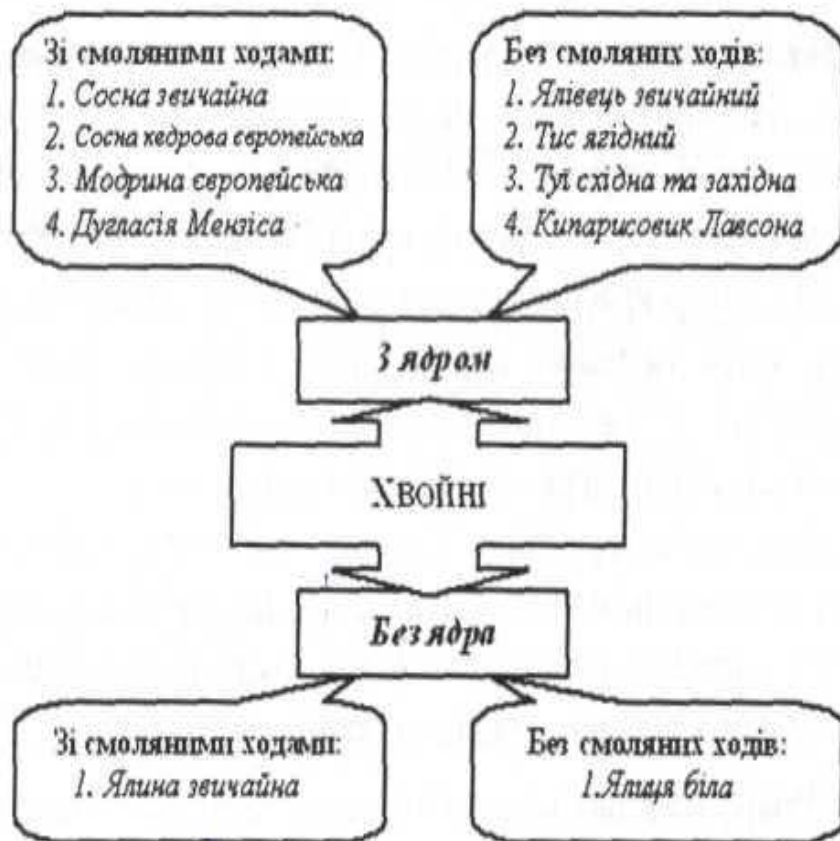 Зі смоляними ходами:
1. Сосна звичайна
2. Сосна кедрова європейська
3. Модрина європейська
4. Дугласія Мензіса
Без смоляних ходів:
1. Ялівець звичайний
2. Тис ягідний
3. Туї східна та західна
4. Кипарисовик Лавсона
З ядром
ХВОЙНІ
Без ядра
Зі смоляними ходами:
1. Ялина звичайна
Без смоляних ходів:
1.Ялиця біла